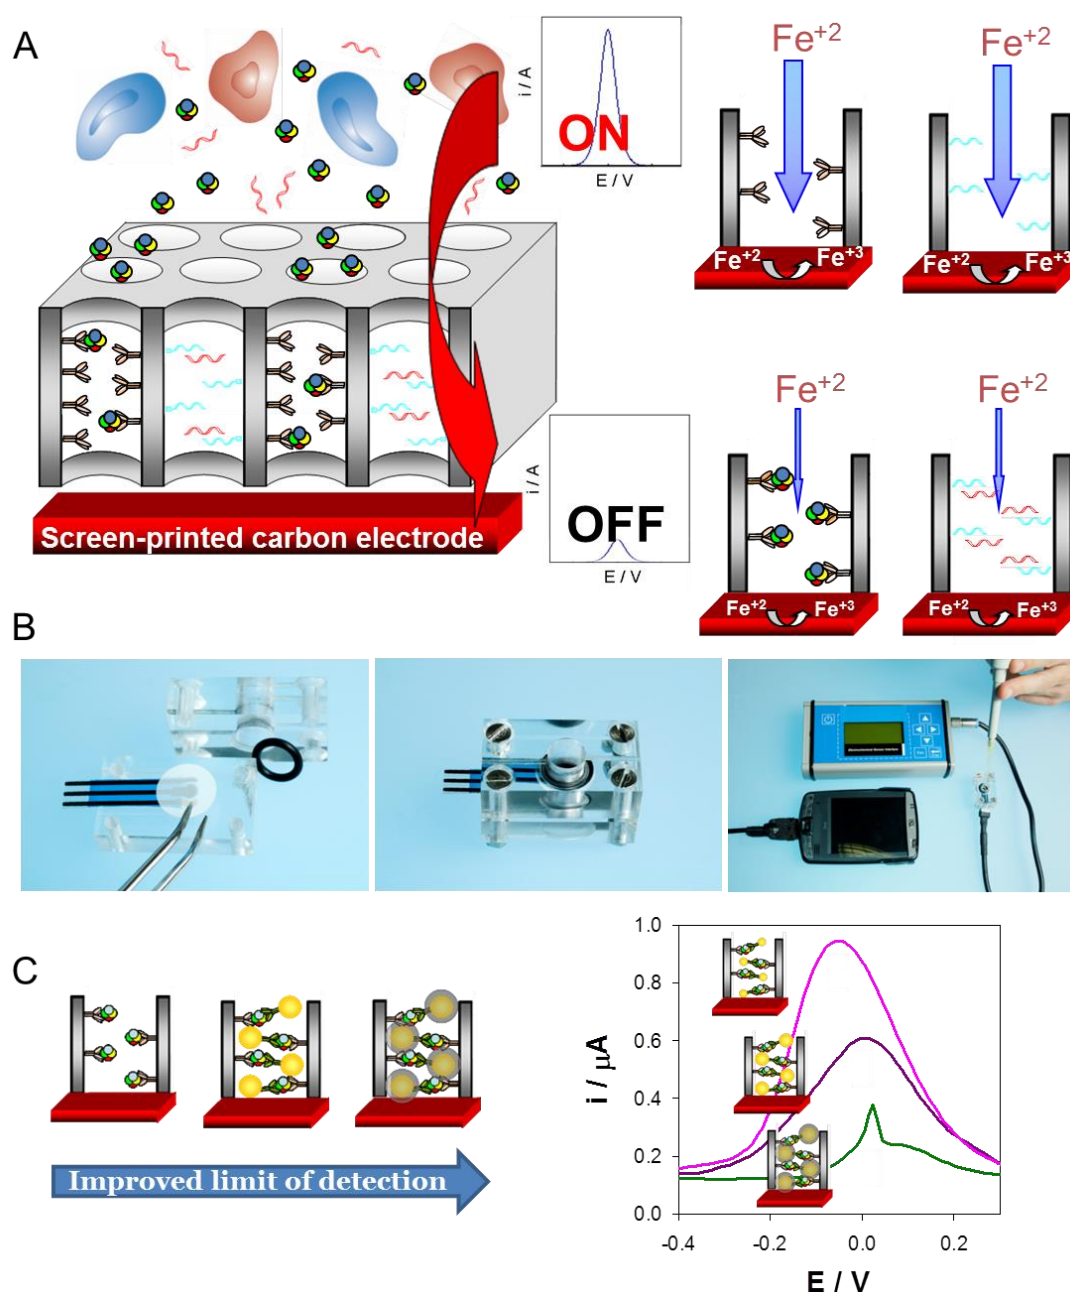 A
i / A
ON
E / V
Fe+2
Fe+2
Fe+2
Fe+3
Fe+2
Fe+3
Screen-printed carbon electrode
i / A
OFF
E / V
Fe+2
Fe+2
Fe+2
Fe+3
Fe+2
Fe+3
B
C
Improved limit of detection
i / μA
1.0
0.8
0.6
0.4
0.2
0.0
-0.4
-0.2
0.0
0.2
E / V